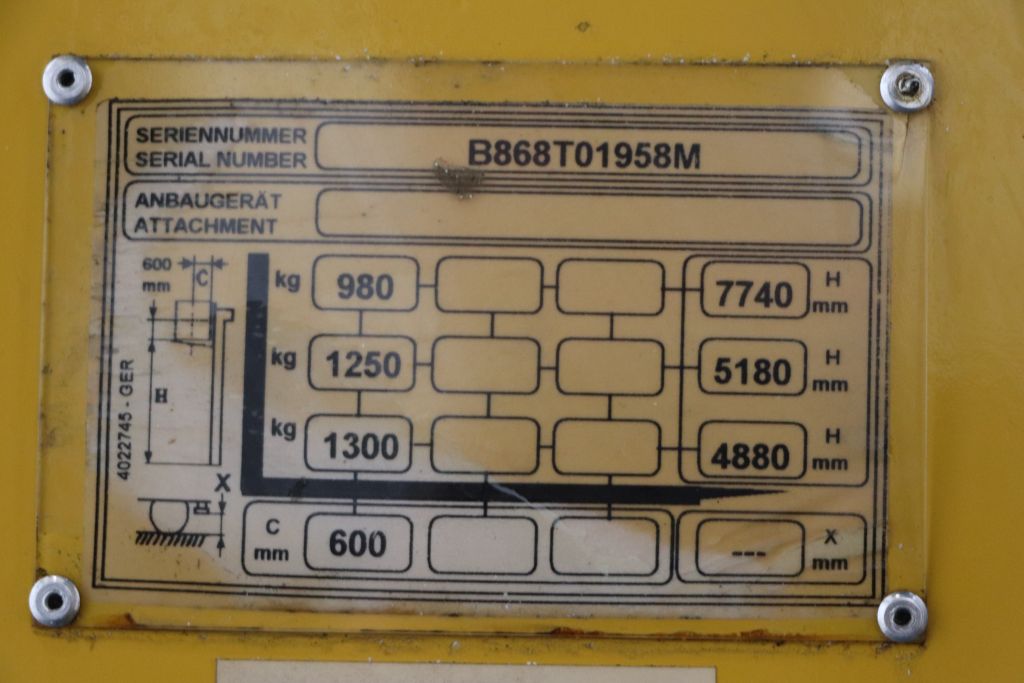 SERIENNUMMER
SERIAL NUMBER
B868T01958M
ANBAUGERÄT
ATTACHMENT
600
mm
C
H
X
4022745 - GER
kg 980 7740 H mm
kg 1250 5180 H mm
kg 1300 4880 H mm
C mm 600 --- X mm